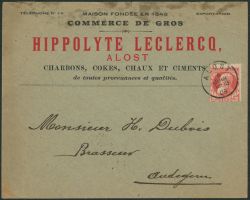 MAISON FONDÉE EN 1848
COMMERCE DE GROS
HIPPOLYTE LECLERCQ,
ALOST
CHARBONS, COKES, CHAUX ET CIMENTS,
de toutes provenances et qualités.
Monsieur H. Dubois
Brasseur
Audegem